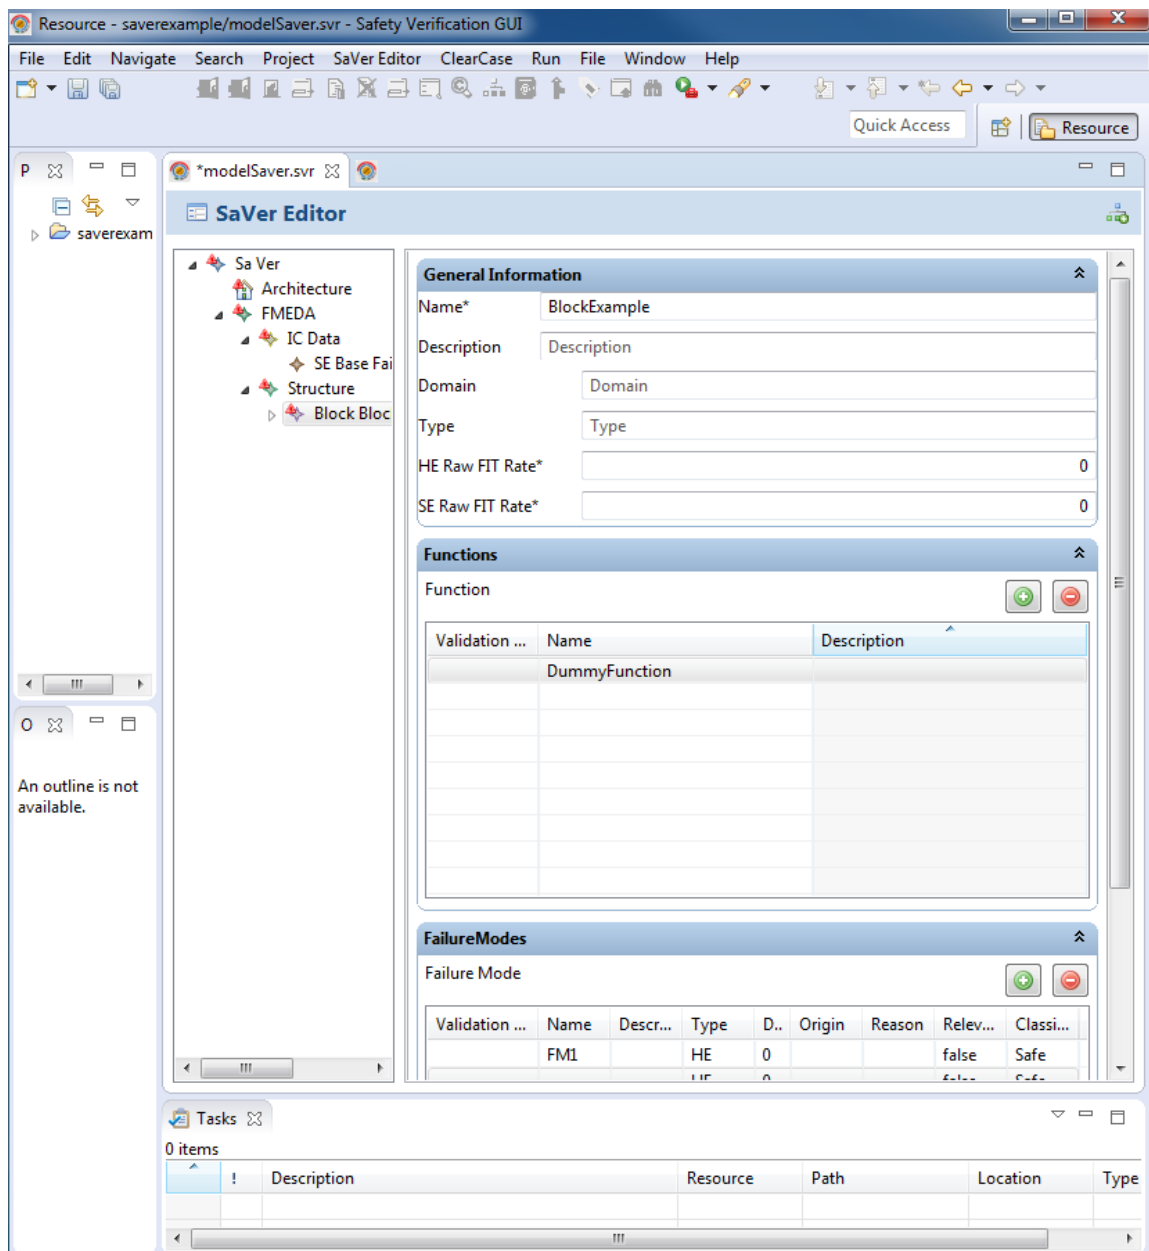 Resource - saverexample/modelSaver.svr - Safety Verification GUI
File Edit Navigate Search Project SaVer Editor ClearCase Run File Window Help
Quick Access Resource
P
*modelSaver.svr
SaVer Editor
saverexam
Sa Ver
Architecture
FMEDA
IC Data
SE Base Fai
Structure
Block Bloc
General Information
Name* BlockExample
Description Description
Domain Domain
Type Type
HE Raw FIT Rate* 0
SE Raw FIT Rate* 0
Functions
Function
Validation ... Name Description
DummyFunction
O
An outline is not
available.
FailureModes
Failure Mode
Validation ... Name Descr... Type D.. Origin Reason Relev... Classi...
FM1 HE 0 false Safe
HE 0 false Safe
Tasks
0 items
! Description Resource Path Location Type